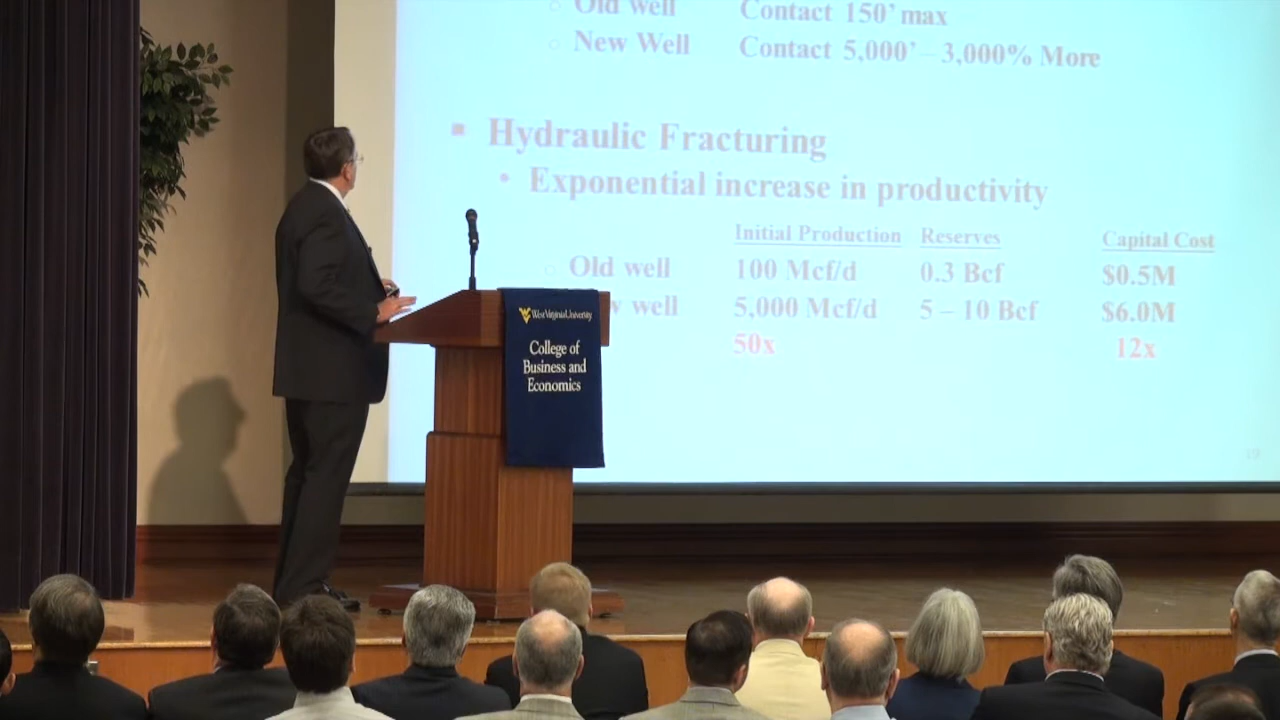 Old well Contact 150' max
New Well Contact 5,000' – 3,000% More
Hydraulic Fracturing
Exponential increase in productivity
Initial Production Reserves Capital Cost
Old well 100 Mcf/d 0.3 Bcf $0.5M
well 5,000 Mcf/d 5 – 10 Bcf $6.0M
50x 12x
West Virginia University
College of
Business and
Economics